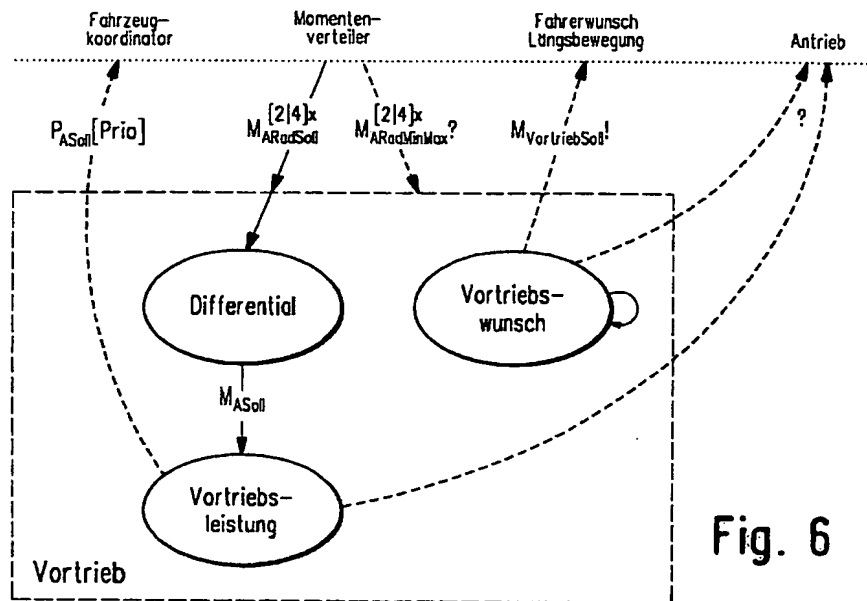 Fahrzeug-
koordinator
Momenten-
verteiler
Fahrerwunsch
Längsbewegung
Antrieb
P_ASoll[Prio]
[2|4]x
M_ARadSoll
[2|4]x
M_ARadMinMax?
M_VortriebSoll!
?
Differential
Vortriebs-
wunsch
M_ASoll
Vortriebs-
leistung
Vortrieb
Fig. 6